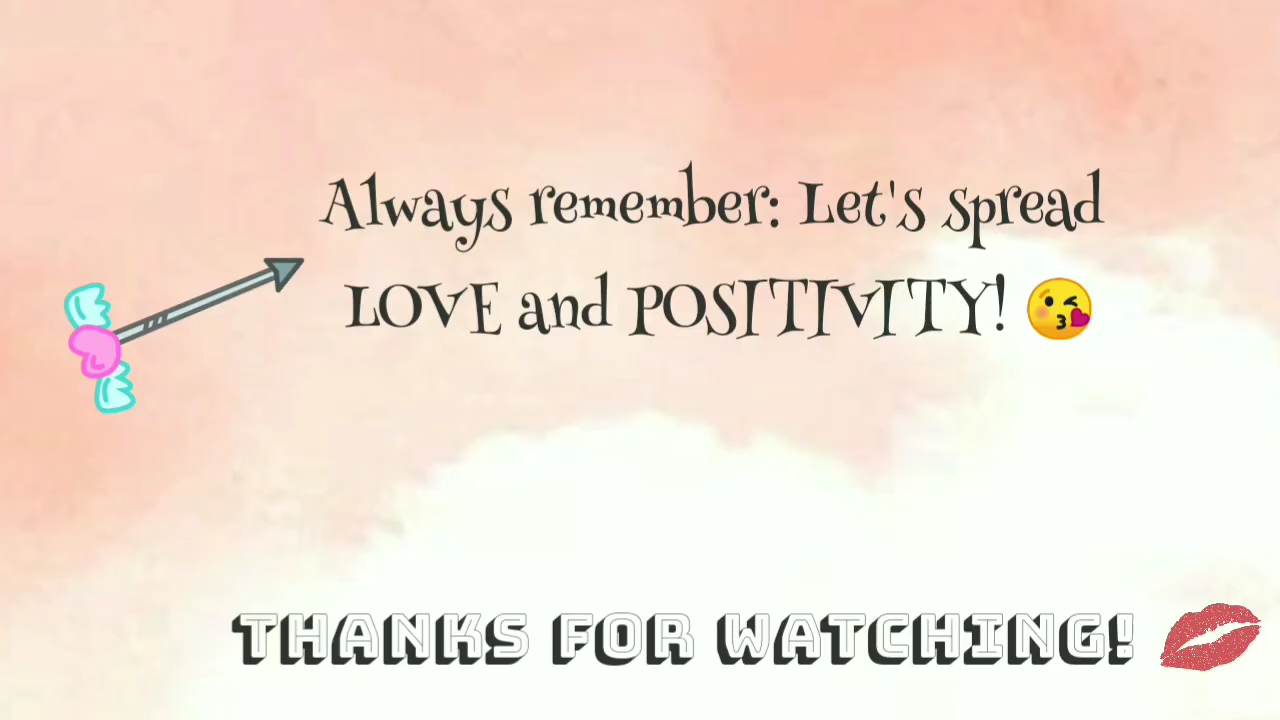 Always remember: Let's spread
LOVE and POSITIVITY! 😘
THANKS FOR WATCHING!